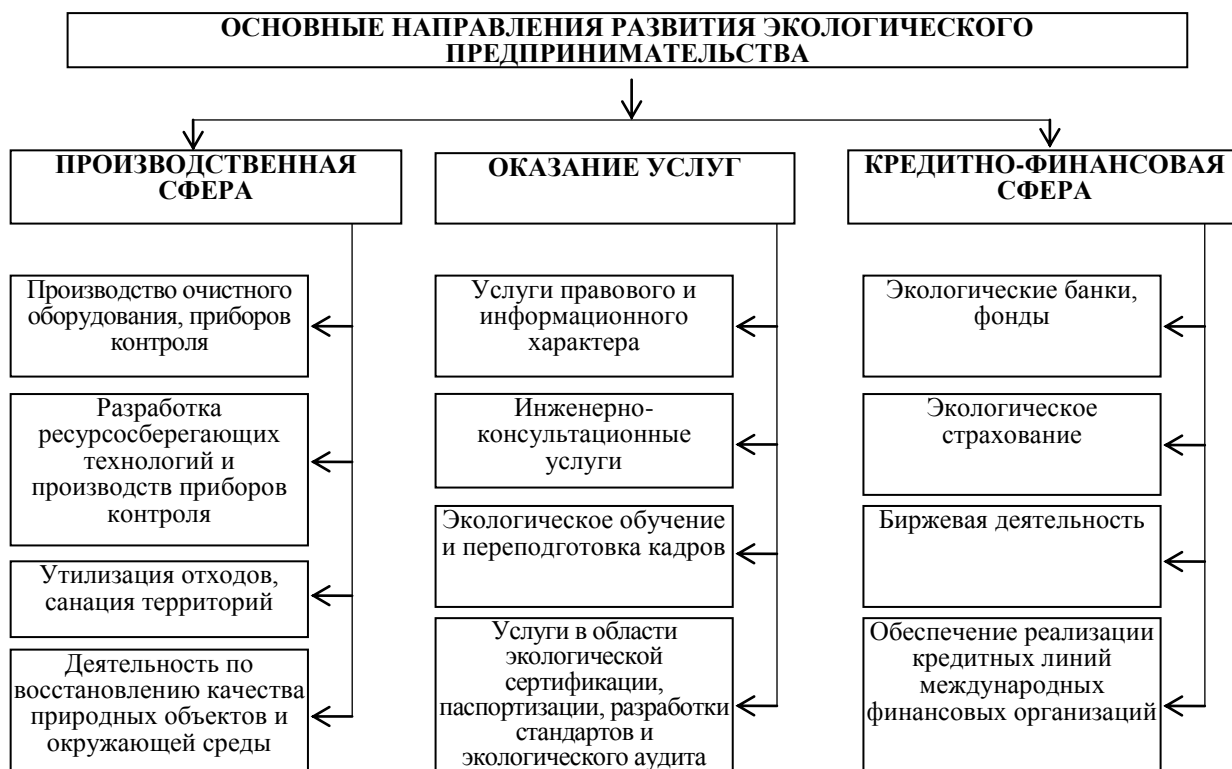 ОСНОВНЫЕ НАПРАВЛЕНИЯ РАЗВИТИЯ ЭКОЛОГИЧЕСКОГО
ПРЕДПРИНИМАТЕЛЬСТВА
ПРОИЗВОДСТВЕННАЯ
СФЕРА
Производство очистного
оборудования, приборов
контроля
Разработка
ресурсосберегающих
технологий и
производств приборов
контроля
Утилизация отходов,
санация территорий
Деятельность по
восстановлению качества
природных объектов и
окружающей среды
ОКАЗАНИЕ УСЛУГ
Услуги правового и
информационного
характера
Инженерно-
консультационные
услуги
Экологическое обучение
и переподготовка кадров
Услуги в области
экологической
сертификации,
паспортизации, разработки
стандартов и
экологического аудита
КРЕДИТНО-ФИНАНСОВАЯ
СФЕРА
Экологические банки,
фонды
Экологическое
страхование
Биржевая деятельность
Обеспечение реализации
кредитных линий
международных
финансовых организаций